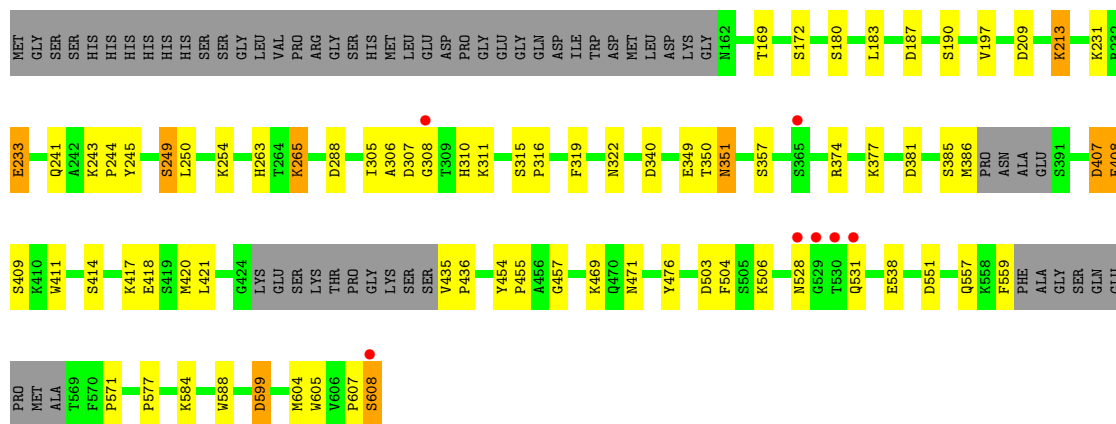 MET GLY SER SER HIS HIS HIS HIS HIS HIS SER SER GLY LEU VAL PRO ARG GLY SER HIS MET LEU GLU ASP PRO GLY GLU GLY GLN ASP ILE TRP ASP MET LEU ASP LYS GLY N162 T169 S172 S180 L183 D187 S190 V197 D209 K213 K231
E233 Q241 A242 K243 P244 Y245 S249 L250 K254 H263 T264 K265 D288 I305 A306 D307 G308 T309 H310 K311 S315 P316 F319 N322 D340 E349 T350 N351 S357 S365 R374 K377 D381 S385 M386 PRO ASN ALA GLU S391 D407
S409 K410 W411 S414 K417 E418 S419 M420 L421 G424 LYS GLU SER LYS THR PRO GLY LYS SER SER V435 P436 Y454 P455 A456 G457 K469 Q470 N471 Y476 D503 F504 S505 K506 N528 G529 T530 Q531 E538 D551 Q557 K558 F559 PHE ALA GLY SER GLN
PRO MET ALA T569 F570 P571 P577 K584 W588 D599 M604 W605 V606 P607 S608